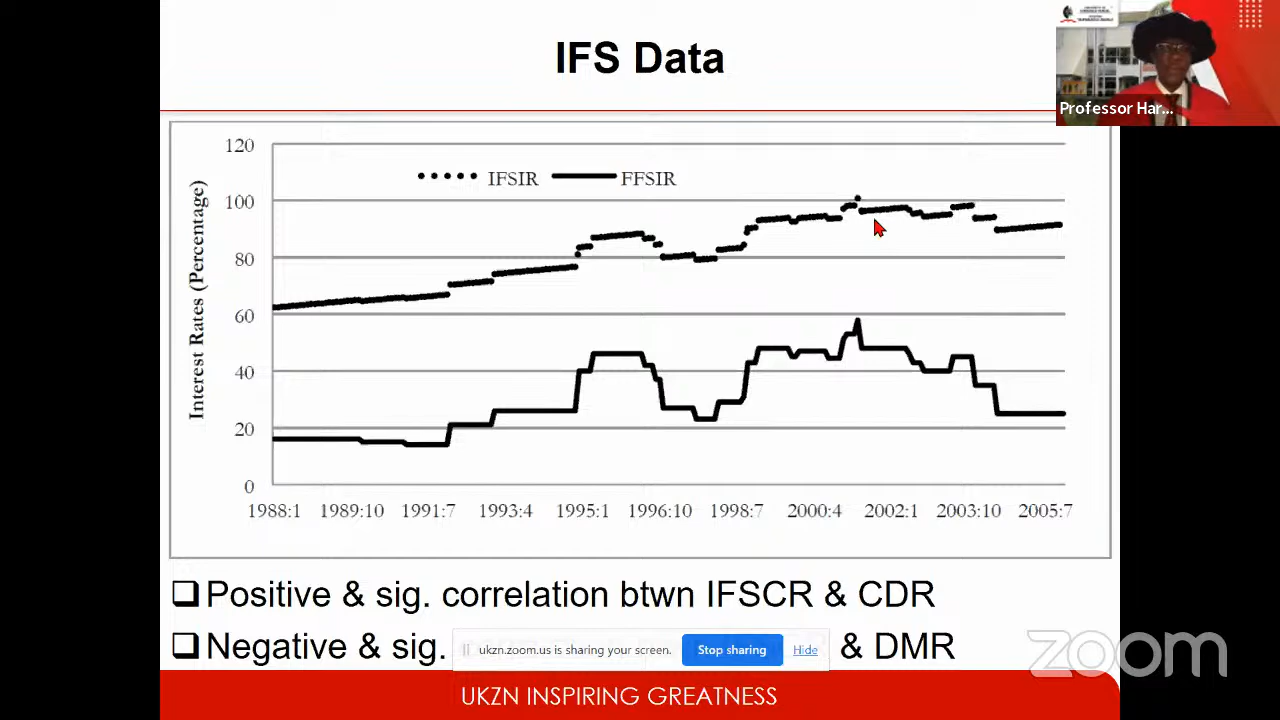 IFS Data
Professor Har...
120
100
80
60
40
20
0
Interest Rates (Percentage)
IFSIR
FFSIR
1988:1 1989:10 1991:7 1993:4 1995:1 1996:10 1998:7 2000:4 2002:1 2003:10 2005:7
Positive & sig. correlation btwn IFSCR & CDR
Negative & sig. & DMR
ukzn.zoom.us is sharing your screen. Stop sharing Hide
zoom
UKZN INSPIRING GREATNESS